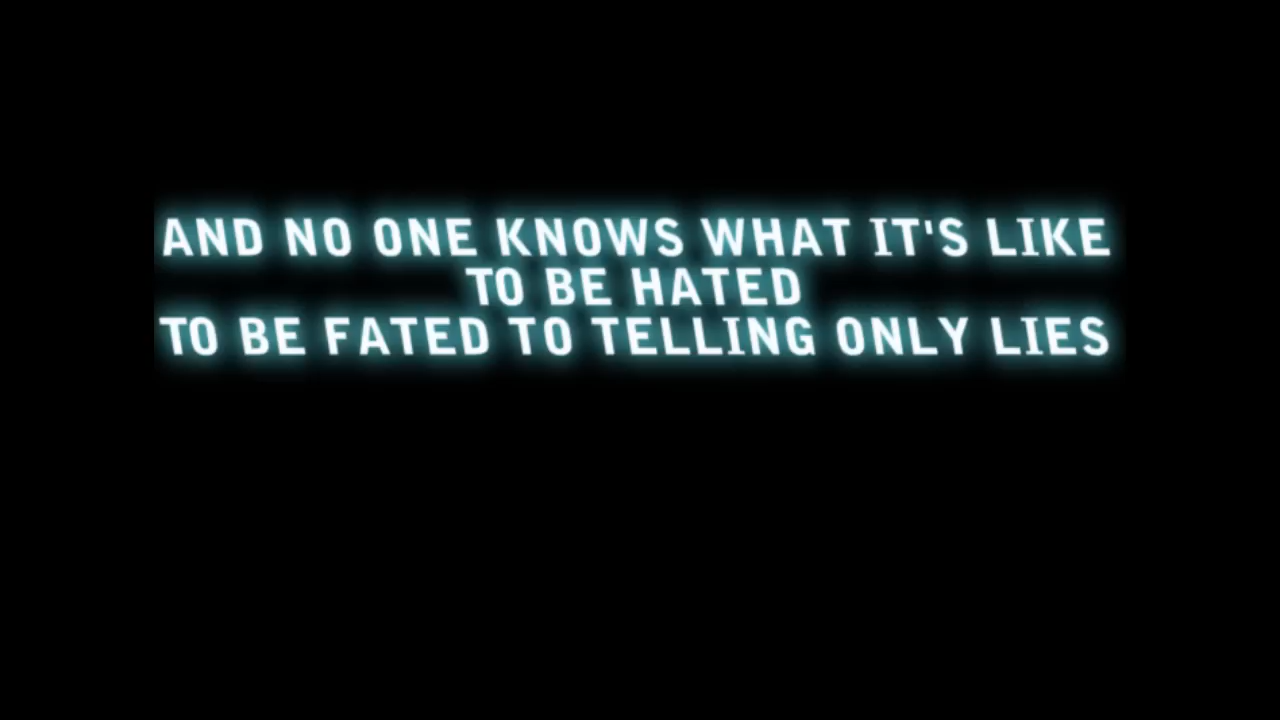 AND NO ONE KNOWS WHAT IT'S LIKE
TO BE HATED
TO BE FATED TO TELLING ONLY LIES